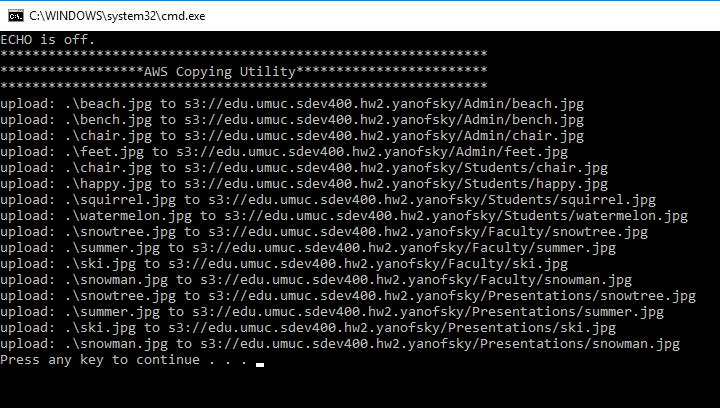 C:\WINDOWS\system32\cmd.exe
ECHO is off.
*************************************************************
******************AWS Copying Utility************************
*************************************************************
upload: .\beach.jpg to s3://edu.umuc.sdev400.hw2.yanofsky/Admin/beach.jpg
upload: .\bench.jpg to s3://edu.umuc.sdev400.hw2.yanofsky/Admin/bench.jpg
upload: .\chair.jpg to s3://edu.umuc.sdev400.hw2.yanofsky/Admin/chair.jpg
upload: .\feet.jpg to s3://edu.umuc.sdev400.hw2.yanofsky/Admin/feet.jpg
upload: .\chair.jpg to s3://edu.umuc.sdev400.hw2.yanofsky/Students/chair.jpg
upload: .\happy.jpg to s3://edu.umuc.sdev400.hw2.yanofsky/Students/happy.jpg
upload: .\squirrel.jpg to s3://edu.umuc.sdev400.hw2.yanofsky/Students/squirrel.jpg
upload: .\watermelon.jpg to s3://edu.umuc.sdev400.hw2.yanofsky/Students/watermelon.jpg
upload: .\snowtree.jpg to s3://edu.umuc.sdev400.hw2.yanofsky/Faculty/snowtree.jpg
upload: .\summer.jpg to s3://edu.umuc.sdev400.hw2.yanofsky/Faculty/summer.jpg
upload: .\ski.jpg to s3://edu.umuc.sdev400.hw2.yanofsky/Faculty/ski.jpg
upload: .\snowman.jpg to s3://edu.umuc.sdev400.hw2.yanofsky/Faculty/snowman.jpg
upload: .\snowtree.jpg to s3://edu.umuc.sdev400.hw2.yanofsky/Presentations/snowtree.jpg
upload: .\summer.jpg to s3://edu.umuc.sdev400.hw2.yanofsky/Presentations/summer.jpg
upload: .\ski.jpg to s3://edu.umuc.sdev400.hw2.yanofsky/Presentations/ski.jpg
upload: .\snowman.jpg to s3://edu.umuc.sdev400.hw2.yanofsky/Presentations/snowman.jpg
Press any key to continue . . .